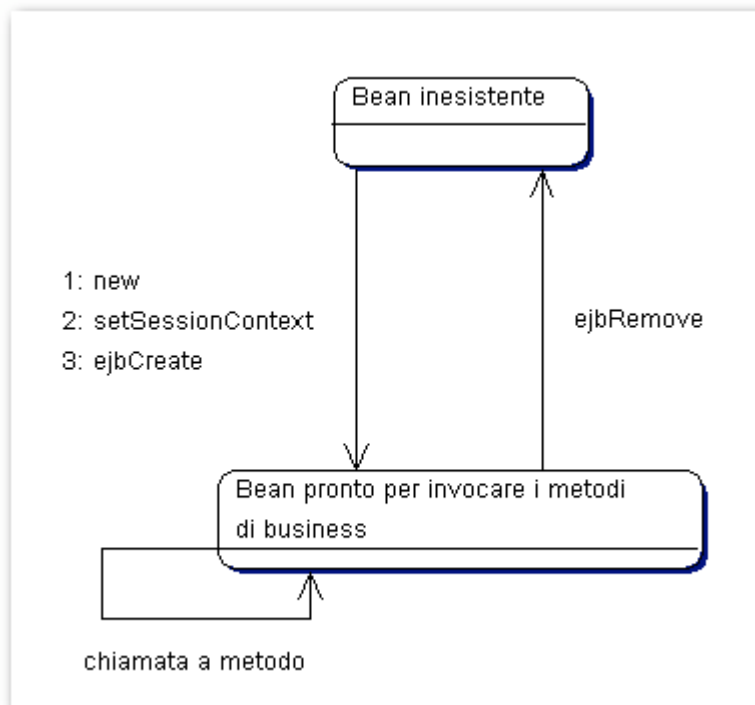 Bean inesistente
1: new
2: setSessionContext
3: ejbCreate
ejbRemove
Bean pronto per invocare i metodi
di business
chiamata a metodo